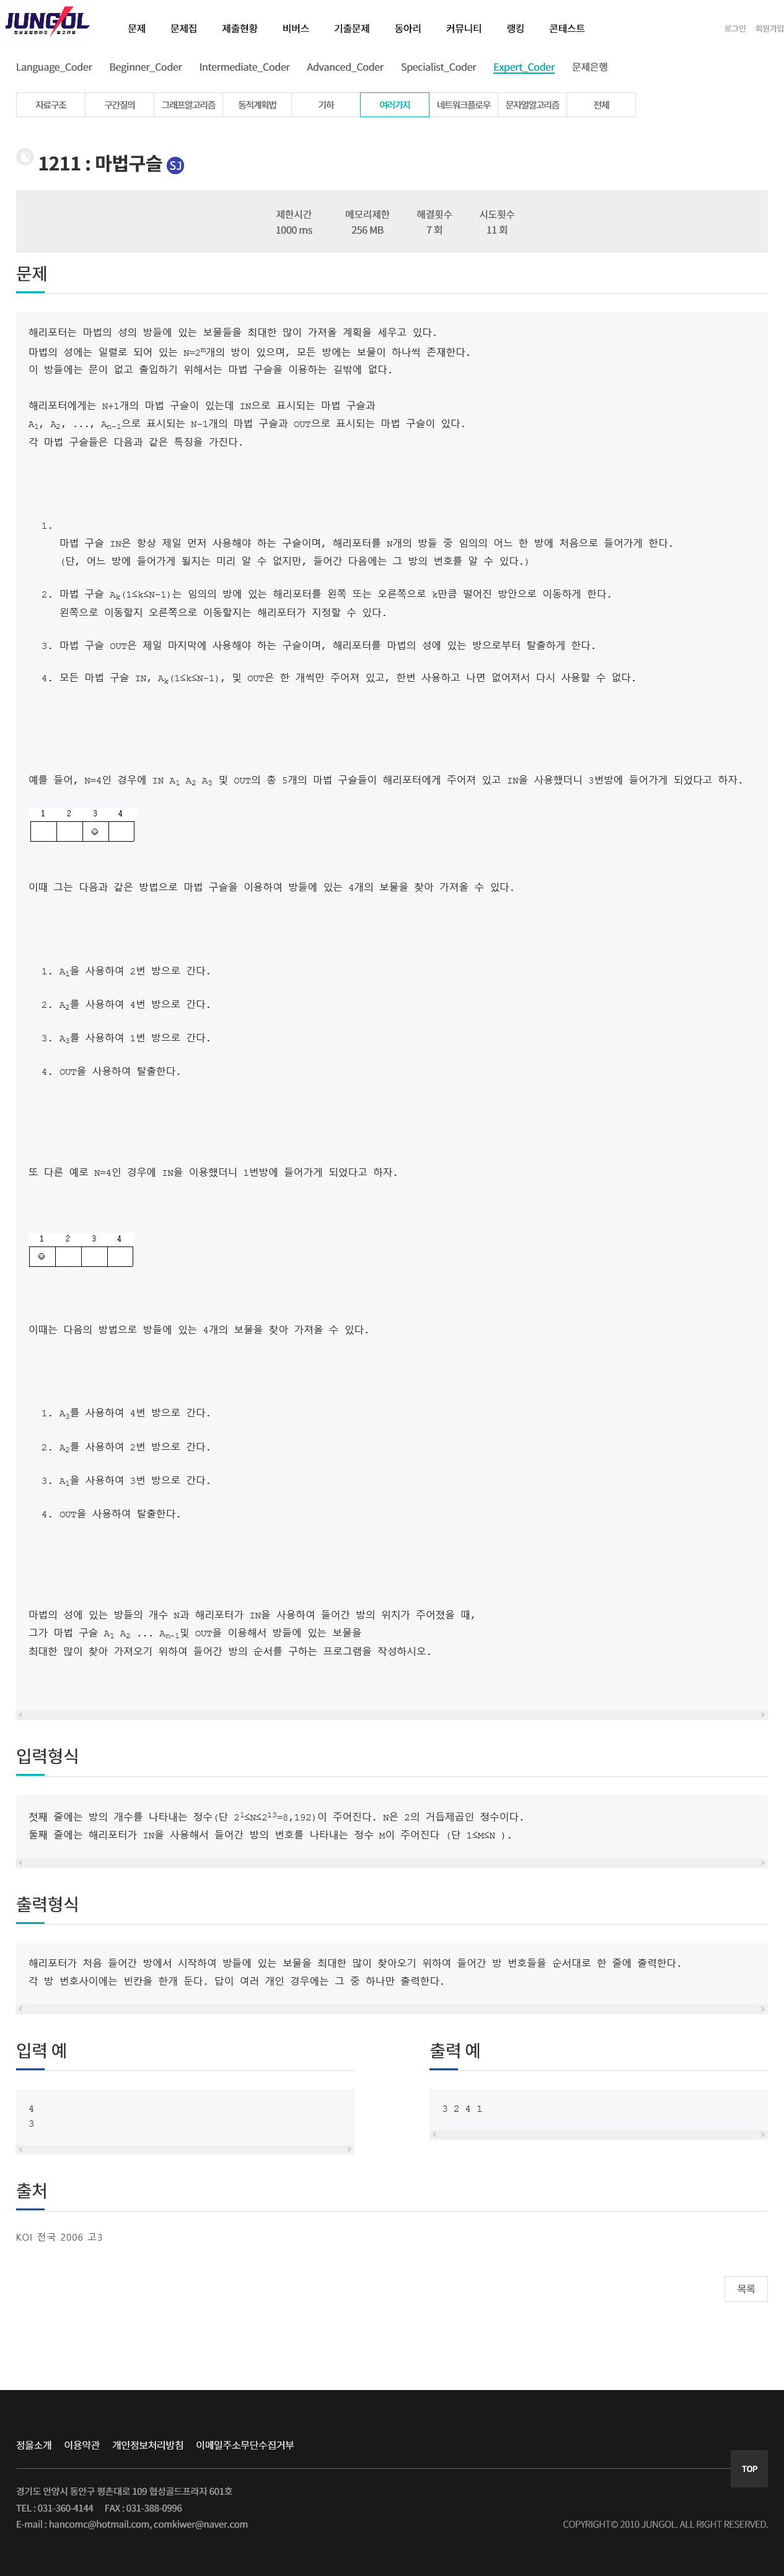 JUNGOL
정보올림피아드 · 알고리즘
문제 문제집 제출현황 비버스 기출문제 동아리 커뮤니티 랭킹 콘테스트
로그인 회원가입
Language_Coder Beginner_Coder Intermediate_Coder Advanced_Coder Specialist_Coder Expert_Coder 문제은행
자료구조 구간질의 그래프알고리즘 동적계획법 기하 여러가지 네트워크플로우 문자열알고리즘 전체
1211 : 마법구슬 SJ
제한시간 메모리제한 해결횟수 시도횟수
1000 ms 256 MB 7 회 11 회
문제
해리포터는 마법의 성의 방들에 있는 보물들을 최대한 많이 가져올 계획을 세우고 있다.
마법의 성에는 일렬로 되어 있는 N=2ᵐ개의 방이 있으며, 모든 방에는 보물이 하나씩 존재한다.
이 방들에는 문이 없고 출입하기 위해서는 마법 구슬을 이용하는 길밖에 없다.
해리포터에게는 N+1개의 마법 구슬이 있는데 IN으로 표시되는 마법 구슬과
A₁, A₂, ..., Aₙ₋₁으로 표시되는 N-1개의 마법 구슬과 OUT으로 표시되는 마법 구슬이 있다.
각 마법 구슬들은 다음과 같은 특징을 가진다.
1.
마법 구슬 IN은 항상 제일 먼저 사용해야 하는 구슬이며, 해리포터를 N개의 방들 중 임의의 어느 한 방에 처음으로 들어가게 한다.
(단, 어느 방에 들어가게 될지는 미리 알 수 없지만, 들어간 다음에는 그 방의 번호를 알 수 있다.)
2. 마법 구슬 Aₖ(1≤k≤N-1)는 임의의 방에 있는 해리포터를 왼쪽 또는 오른쪽으로 k만큼 떨어진 방안으로 이동하게 한다.
왼쪽으로 이동할지 오른쪽으로 이동할지는 해리포터가 지정할 수 있다.
3. 마법 구슬 OUT은 제일 마지막에 사용해야 하는 구슬이며, 해리포터를 마법의 성에 있는 방으로부터 탈출하게 한다.
4. 모든 마법 구슬 IN, Aₖ(1≤k≤N-1), 및 OUT은 한 개씩만 주어져 있고, 한번 사용하고 나면 없어져서 다시 사용할 수 없다.
예를 들어, N=4인 경우에 IN A₁ A₂ A₃ 및 OUT의 총 5개의 마법 구슬들이 해리포터에게 주어져 있고 IN을 사용했더니 3번방에 들어가게 되었다고 하자.
1 2 3 4
이때 그는 다음과 같은 방법으로 마법 구슬을 이용하여 방들에 있는 4개의 보물을 찾아 가져올 수 있다.
1. A₁을 사용하여 2번 방으로 간다.
2. A₂를 사용하여 4번 방으로 간다.
3. A₃를 사용하여 1번 방으로 간다.
4. OUT을 사용하여 탈출한다.
또 다른 예로 N=4인 경우에 IN을 이용했더니 1번방에 들어가게 되었다고 하자.
1 2 3 4
이때는 다음의 방법으로 방들에 있는 4개의 보물을 찾아 가져올 수 있다.
1. A₃를 사용하여 4번 방으로 간다.
2. A₂를 사용하여 2번 방으로 간다.
3. A₁을 사용하여 3번 방으로 간다.
4. OUT을 사용하여 탈출한다.
마법의 성에 있는 방들의 개수 N과 해리포터가 IN을 사용하여 들어간 방의 위치가 주어졌을 때,
그가 마법 구슬 A₁ A₂ ... Aₙ₋₁및 OUT을 이용해서 방들에 있는 보물을
최대한 많이 찾아 가져오기 위하여 들어간 방의 순서를 구하는 프로그램을 작성하시오.
입력형식
첫째 줄에는 방의 개수를 나타내는 정수(단 2¹≤N≤2¹³=8,192)이 주어진다. N은 2의 거듭제곱인 정수이다.
둘째 줄에는 해리포터가 IN을 사용해서 들어간 방의 번호를 나타내는 정수 M이 주어진다 (단 1≤M≤N ).
출력형식
해리포터가 처음 들어간 방에서 시작하여 방들에 있는 보물을 최대한 많이 찾아오기 위하여 들어간 방 번호들을 순서대로 한 줄에 출력한다.
각 방 번호사이에는 빈칸을 한개 둔다. 답이 여러 개인 경우에는 그 중 하나만 출력한다.
입력 예
4
3
출력 예
3 2 4 1
출처
KOI 전국 2006 고3
목록
정올소개 이용약관 개인정보처리방침 이메일주소무단수집거부
TOP
경기도 안양시 동안구 평촌대로 109 협성골드프라자 601호
TEL : 031-360-4144 FAX : 031-388-0996
E-mail : hancomc@hotmail.com, comkiwer@naver.com
COPYRIGHT© 2010 JUNGOL. ALL RIGHT RESERVED.